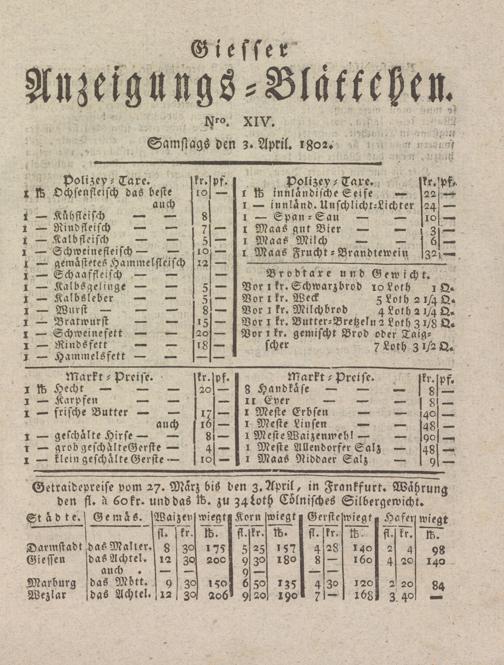 Giesser
Anzeigungs-Blättchen.
Nro. XIV.
Samstags den 3. April. 1802.
Polizey-Taxe. kr. pf.
1 ℔ Ochsenfleisch das beste 10 —
auch
1 — Kühfleisch — — 8
1 — Rindfleisch — — 7 —
1 — Kalbfleisch — — 5 —
1 — Schweinefleisch — — 10 —
1 — gemästetes Hammelfleisch 12 —
1 — Schaaffleisch — —
1 — Kalbsgelinge — — 5 —
1 — Kalbsleber — — 5
1 — Wurst — — 8 —
1 — Bratwurst — — 15
1 — Schweinefett — — 20 —
1 — Rindsfett — — 18 —
1 — Hammelsfett — —
Polizey-Taxe. kr. pf.
1 ℔ innländische Seife — 22 —
1 — innländ. Unschlicht-Lichter 24 —
1 — Span-Sau — — 10 —
1 Maas gut Bier — — 3
1 Maas Milch — — 6
1 Maas Frucht-Brandtewein 32
Brodtaxe und Gewicht.
Vor 1 kr. Schwarzbrod 10 Loth 1 Q.
Vor 1 kr. Weck 5 Loth 2 1/4 Q.
Vor 1 kr. Milchbrod 4 Loth 2 1/4 Q.
Vor 1 kr. Butter-Bretzeln 2 Loth 3 1/8 Q.
Vor 1 kr. gemischt Brod oder Taig-
scher 7 Loth 3 1/2 Q.
Markt-Preise. kr. pf.
1 ℔ Hecht — — 20 —
1 — Karpfen — —
1 — frische Butter — 17
auch 16
1 — geschälte Hirse — — 8
1 — grob geschälte Gerste — 4 —
1 — klein geschälte Gerste — 10 —
Markt-Preise. kr. pf.
8 Handkäse — — 8
11 Eyer — — 8
1 Meste Erbsen — — 40 —
1 Meste Linsen — — 48 —
1 Meste Waizenwebl — — 90 —
1 Meste Allendorfer Salz — 48 —
1 Maas Niddaer Salz — 9 —
Getraidepreise vom 27. März bis den 3. April, in Frankfurt. Währung
den fl. à 60 kr. und das ℔. zu 34 Loth Cölnisches Silbergewicht.
Städte. Gemäs. Waizen wiegt Korn wiegt Gerste wiegt Hafer wiegt
fl. kr. ℔. fl. kr. ℔. fl. kr. ℔. fl. kr. ℔.
Darmstadt das Malter. 8 30 175 5 25 157 4 28 140 2 4 98
Giessen das Achtel. 12 30 200 9 30 180 8 — 160 4 20 140
auch — — 9 —
Marburg das Mött. 9 30 150 6 50 135 4 30 120 2 20 84
Wezlar das Achtel. 12 30 206 9 20 190 7 — 168 3 40 —